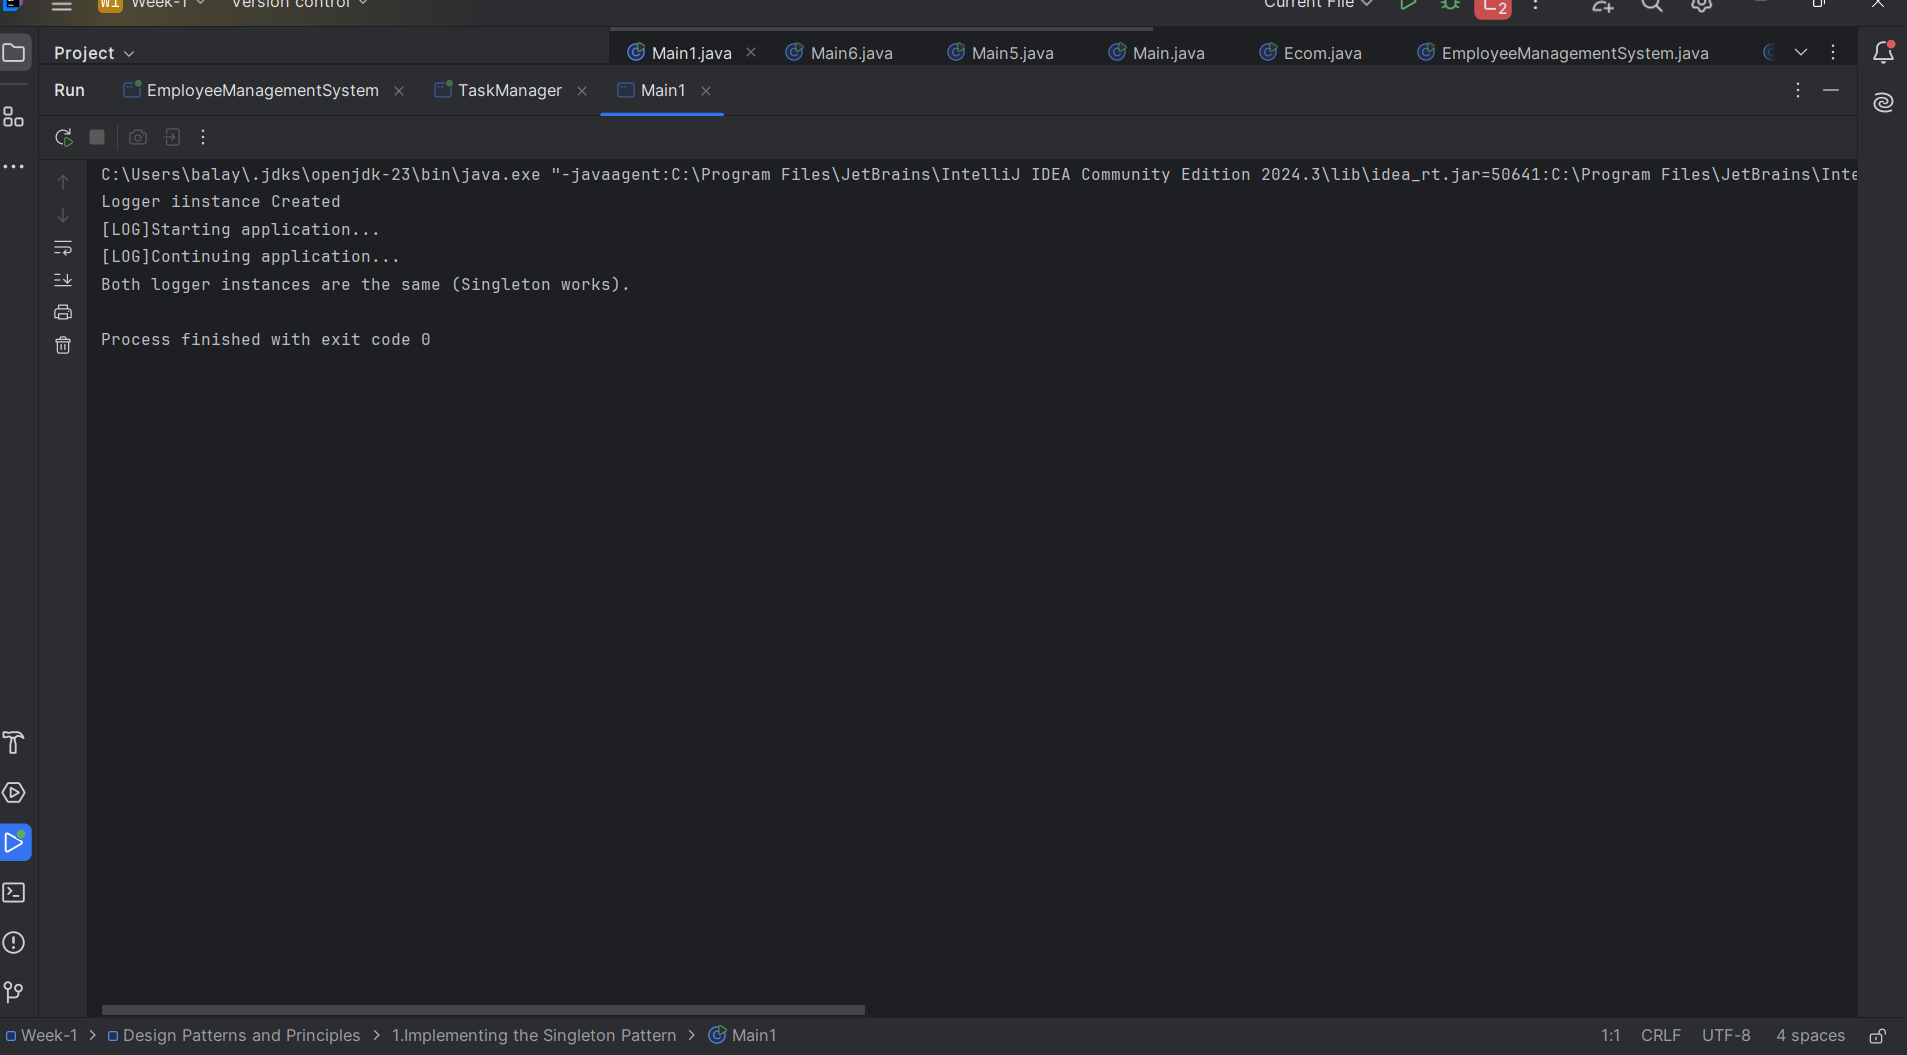 W1 Week-1 Version control Current File 2
Project Main1.java Main6.java Main5.java Main.java Ecom.java EmployeeManagementSystem.java
Run EmployeeManagementSystem TaskManager Main1
C:\Users\balay\.jdks\openjdk-23\bin\java.exe "-javaagent:C:\Program Files\JetBrains\IntelliJ IDEA Community Edition 2024.3\lib\idea_rt.jar=50641:C:\Program Files\JetBrains\Inte
Logger iinstance Created
[LOG]Starting application...
[LOG]Continuing application...
Both logger instances are the same (Singleton works).
Process finished with exit code 0
Week-1 > Design Patterns and Principles > 1.Implementing the Singleton Pattern > Main1 1:1 CRLF UTF-8 4 spaces